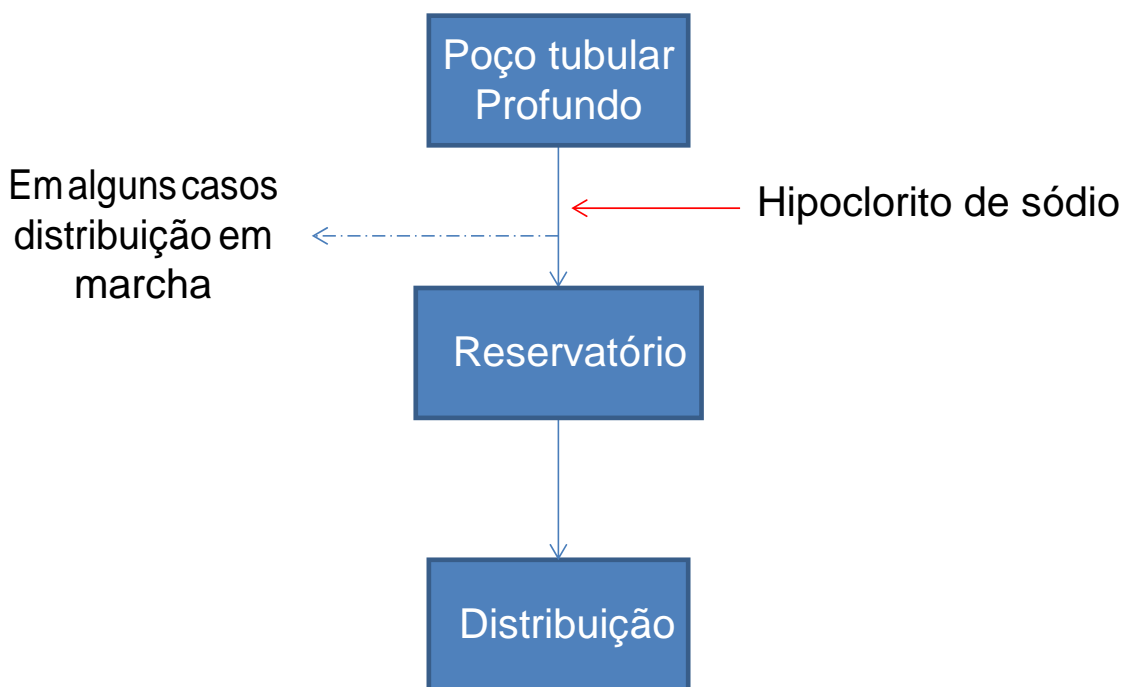 Poço tubular
Profundo
Em alguns casos
distribuição em
marcha
Hipoclorito de sódio
Reservatório
Distribuição